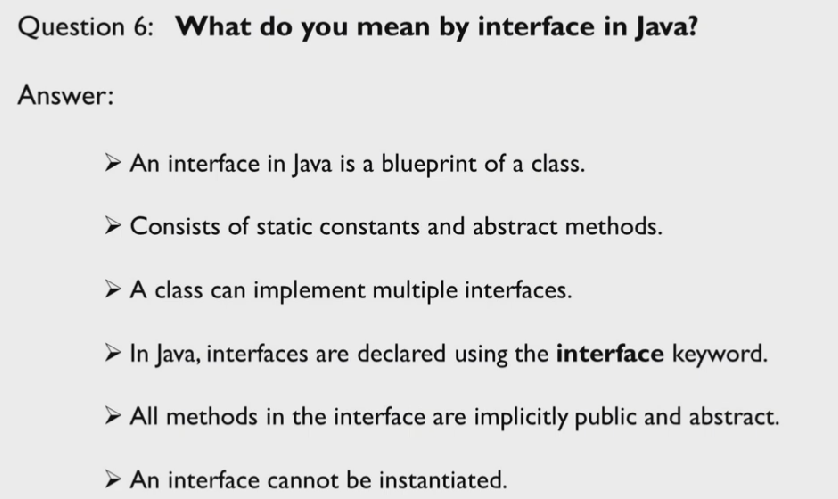 Question 6: What do you mean by interface in Java?
Answer:
➢ An interface in Java is a blueprint of a class.
➢ Consists of static constants and abstract methods.
➢ A class can implement multiple interfaces.
➢ In Java, interfaces are declared using the interface keyword.
➢ All methods in the interface are implicitly public and abstract.
➢ An interface cannot be instantiated.